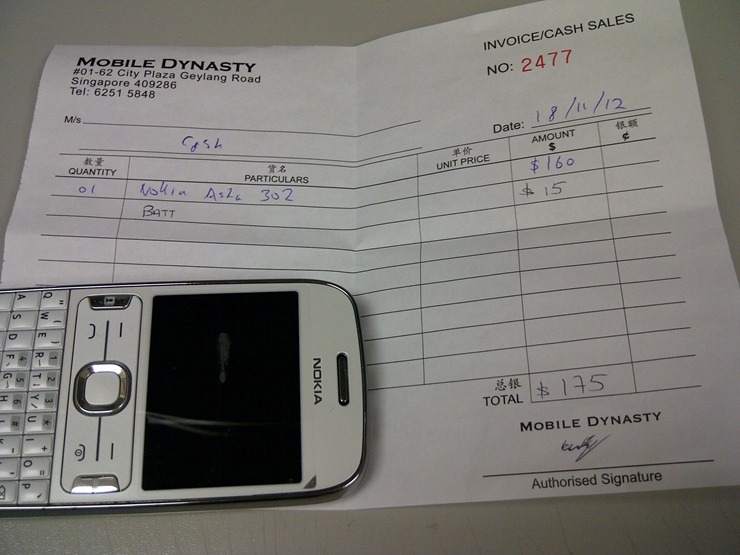 MOBILE DYNASTY
#01-62 City Plaza Geylang Road
Singapore 409286
Tel: 6251 5848
INVOICE/CASH SALES
NO: 2477
M/s
Cash
Date: 18/11/12
数量 貨名 单价 AMOUNT 银额
QUANTITY PARTICULARS UNIT PRICE $ ¢
01 Nokia Asha 302 $160
BATT $15
总银
TOTAL $175
MOBILE DYNASTY
Authorised Signature
NOKIA
Q W E R T Y U I O P
A S D F G H